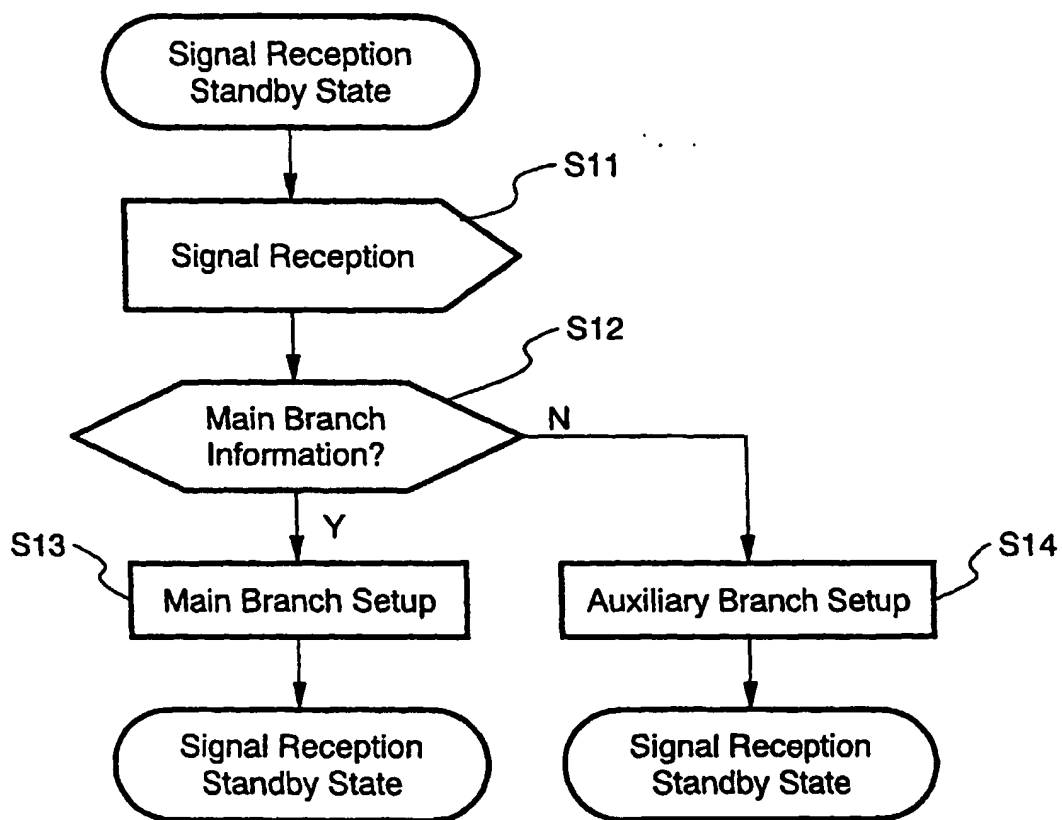 Signal Reception
Standby State
S11
Signal Reception
S12
Main Branch
Information?
N
Y
S13
Main Branch Setup
Auxiliary Branch Setup
S14
Signal Reception
Standby State
Signal Reception
Standby State